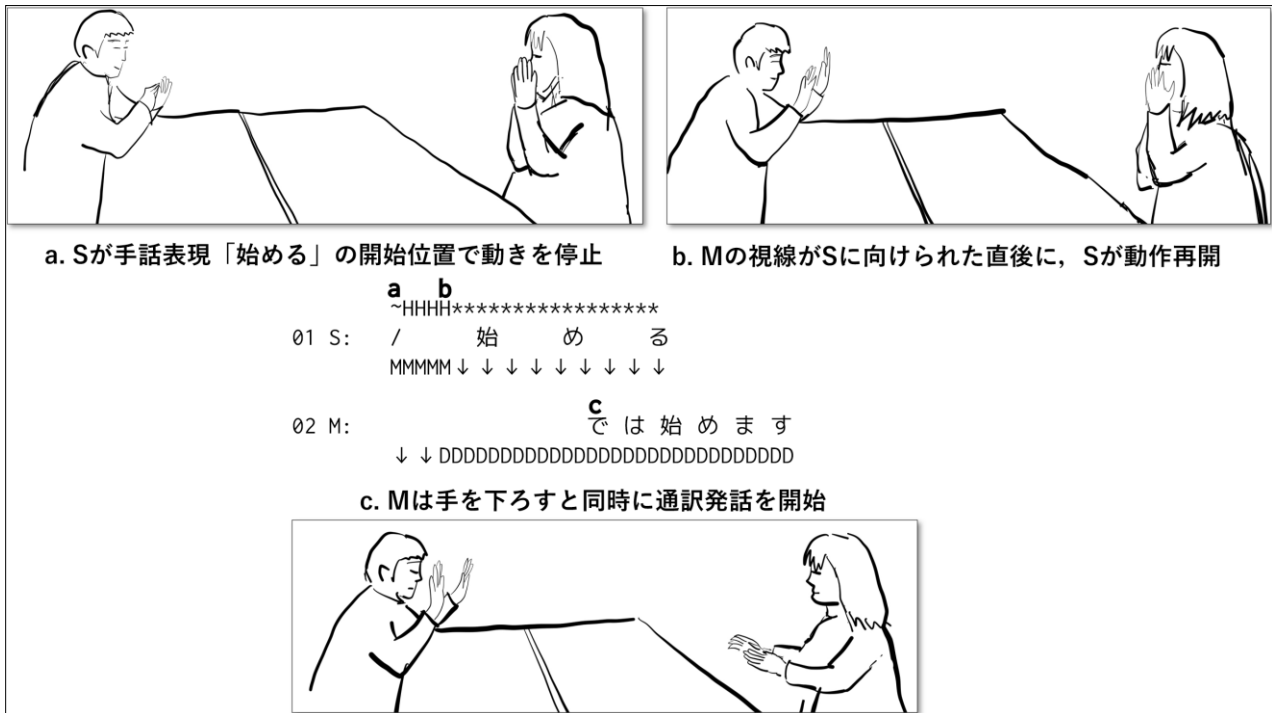 a. Sが手話表現「始める」の開始位置で動きを停止
b. Mの視線がSに向けられた直後に，Sが動作再開
a b
~HHHH*****************
01 S: / 始 め る
MMMMM↓ ↓ ↓ ↓ ↓ ↓ ↓ ↓ ↓
c
02 M: で は 始 め ま す
↓ ↓DDDDDDDDDDDDDDDDDDDDDDDDDDDDD
c. Mは手を下ろすと同時に通訳発話を開始